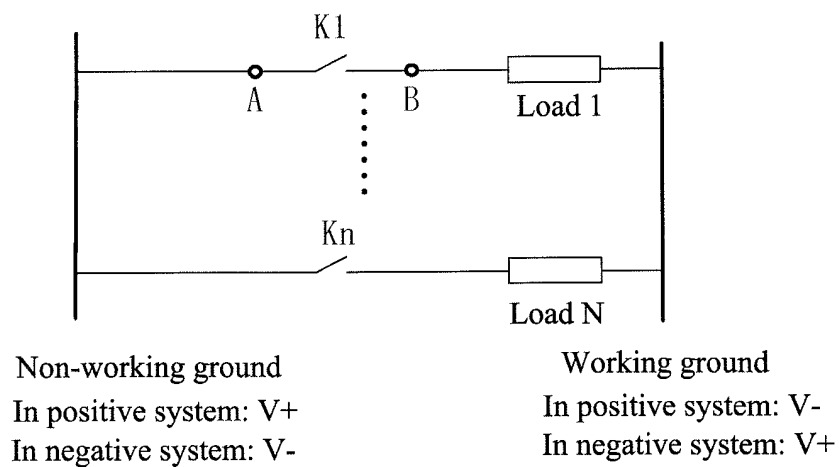 K1
A
B
Load 1
Kn
Load N
Non-working ground
In positive system: V+
In negative system: V-
Working ground
In positive system: V-
In negative system: V+